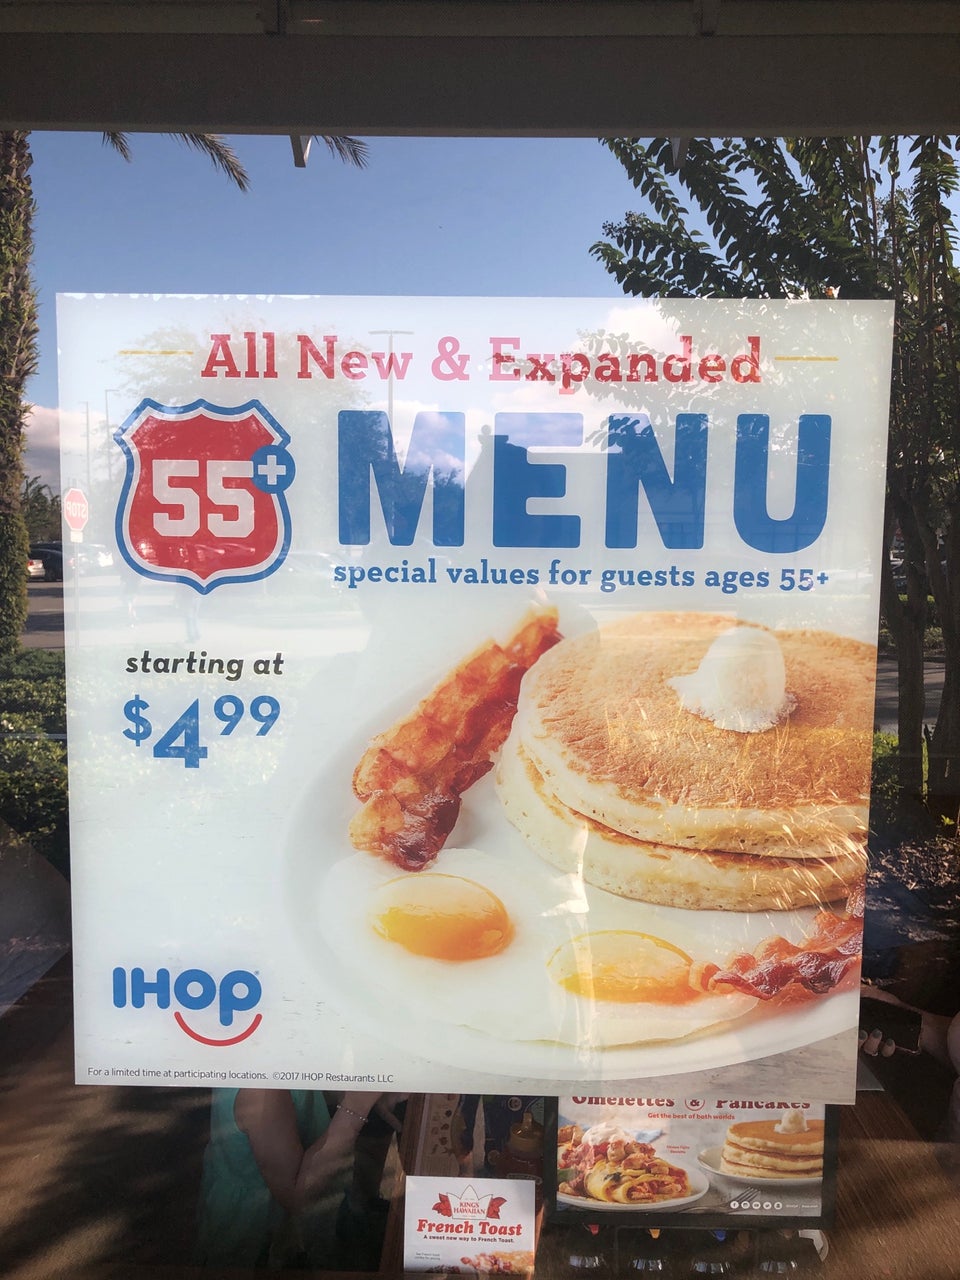 All New & Expanded
55+
MENU
special values for guests ages 55+
starting at
$4.99
IHOP
For a limited time at participating locations. ©2017 IHOP Restaurants LLC
STOP
Omelettes & Pancakes
Get the best of both worlds
KING'S
HAWAIIAN
French Toast
A sweet new way to French Toast.